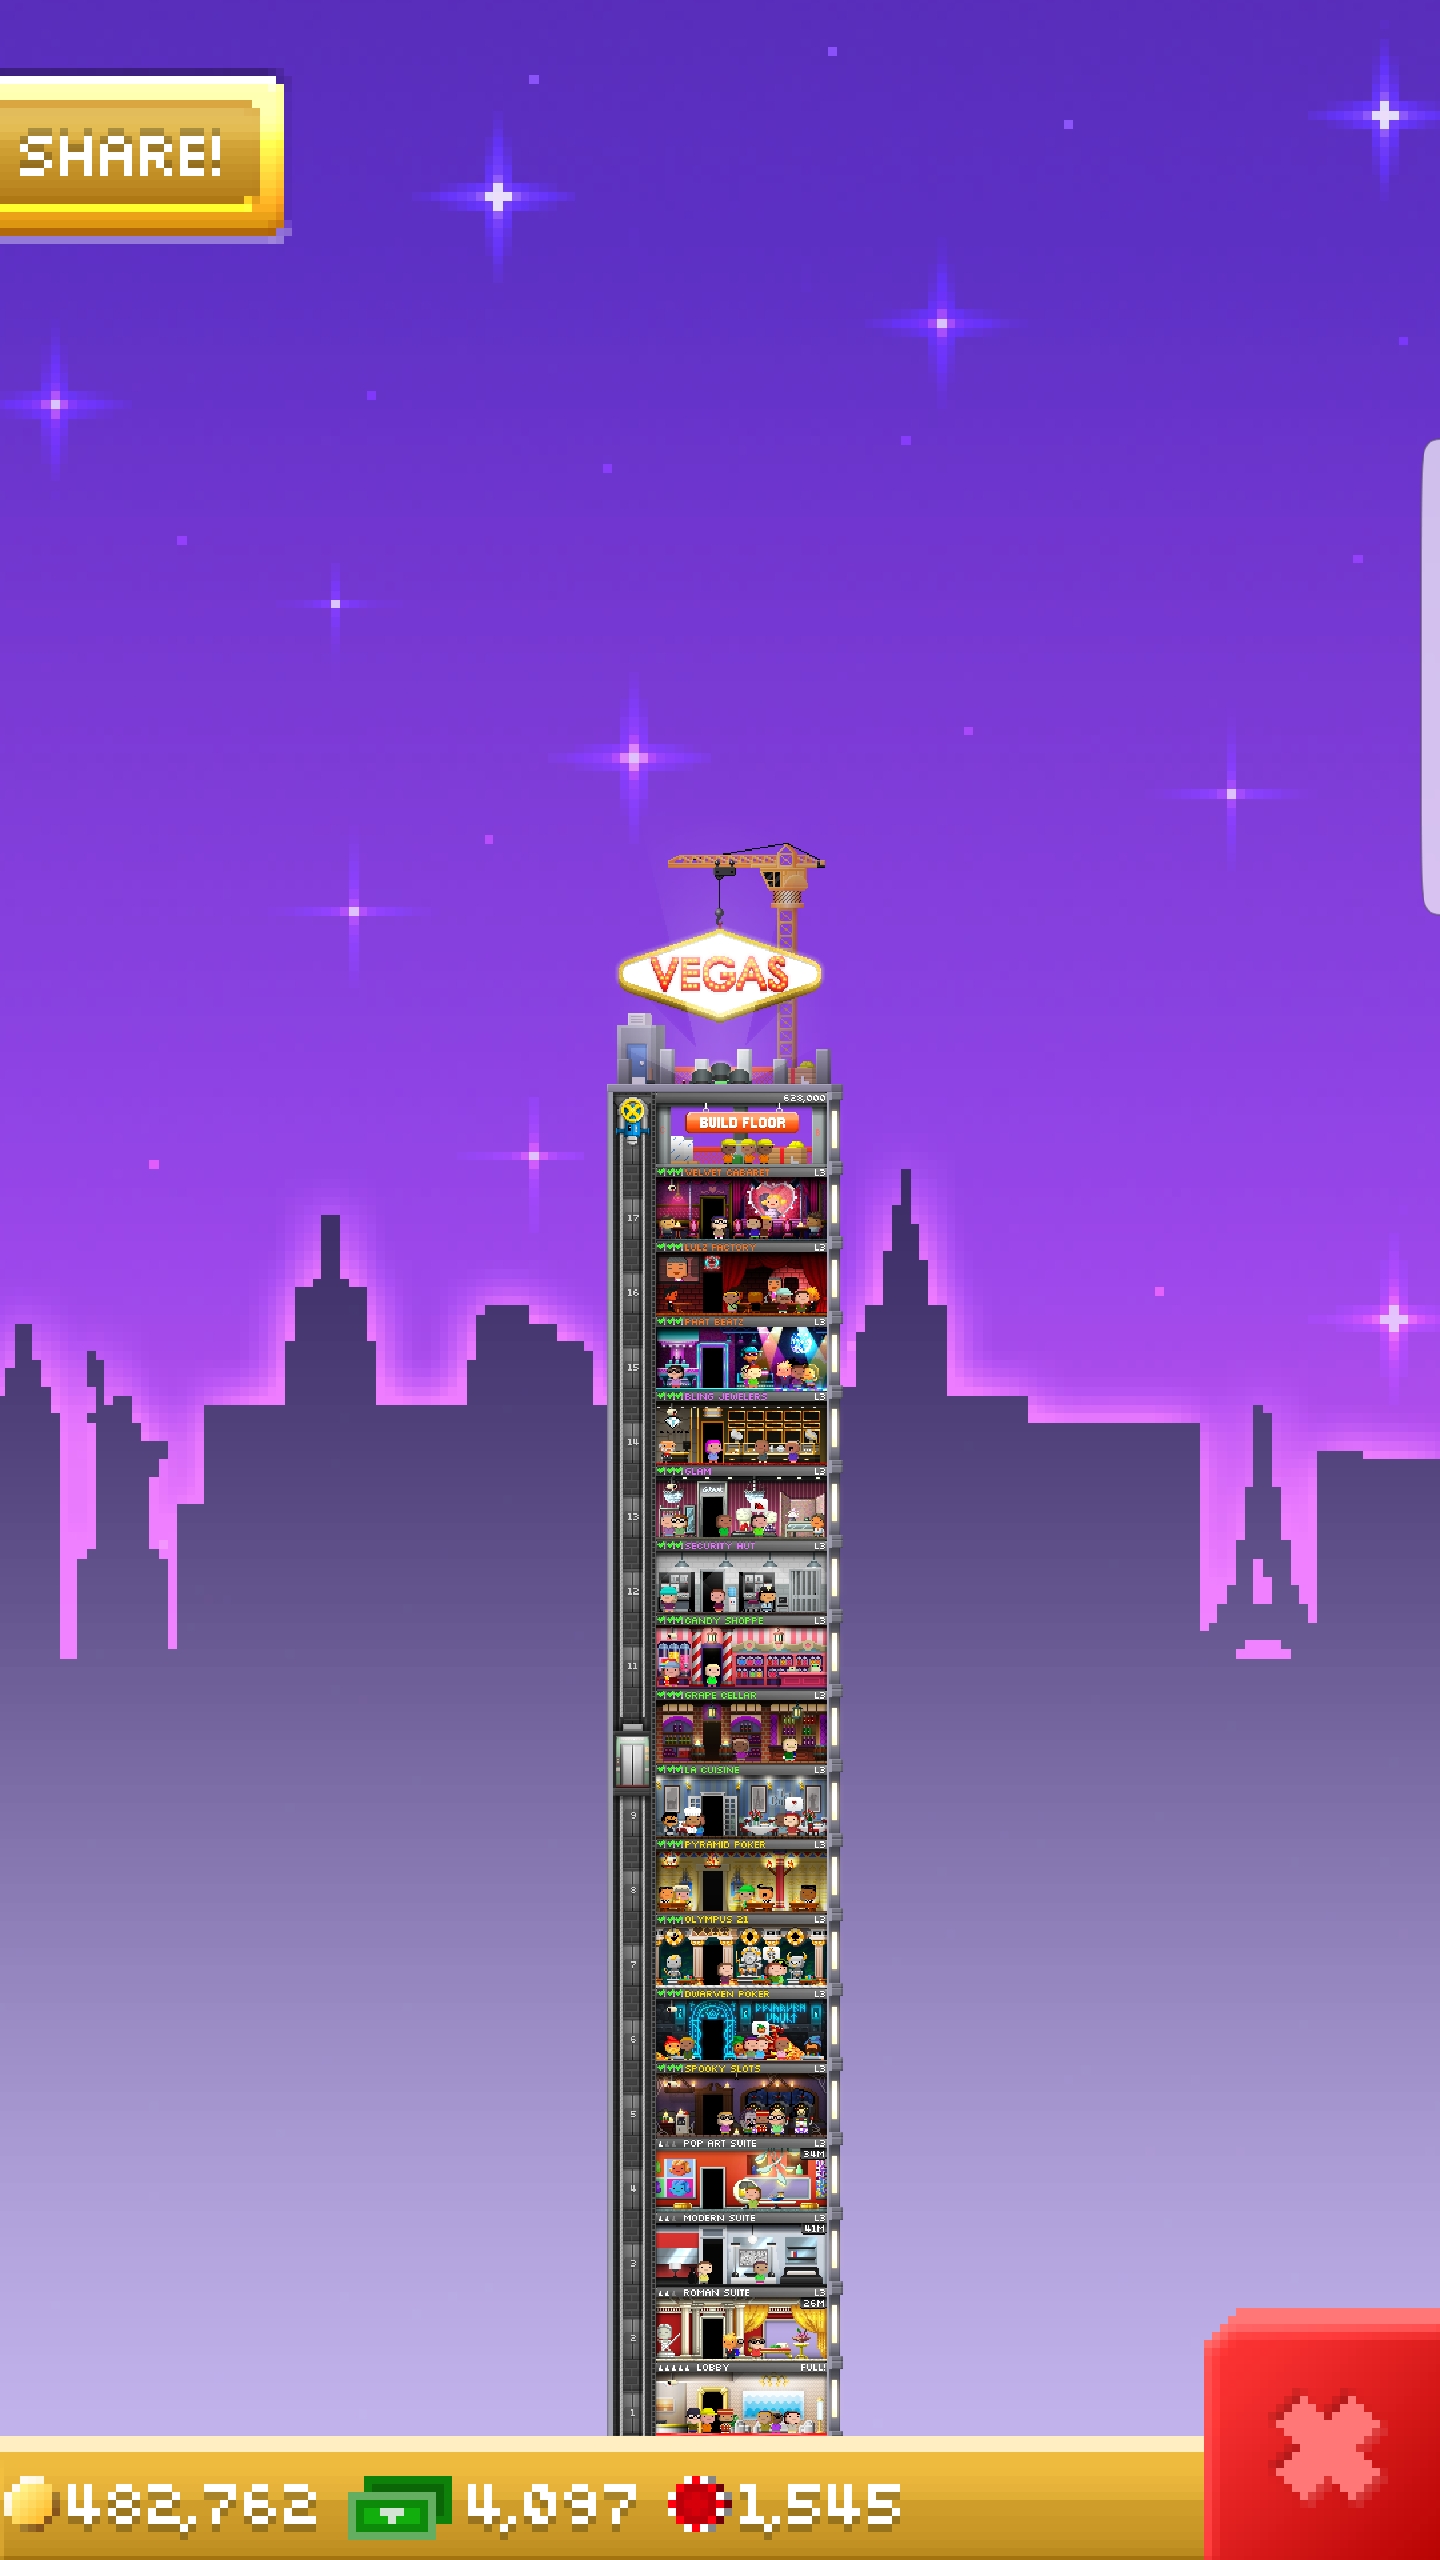 SHARE!
VEGAS
623,000
BUILD FLOOR
VELVET CABARET L3
17
LULZ FACTORY L3
16
PHAT BEATZ L3
15
BLING JEWELERS L3
14
GLAM L3
GLAM
13
SECURITY HUT L3
12
CANDY SHOPPE L3
11
GRAPE CELLAR L3
LA CUISINE L3
9
PYRAMID POKER L3
8
OLYMPUS 21 L3
7
DWARVEN POKER L3
DWARVEN VAULT
6
SPOOKY SLOTS L3
5
POP ART SUITE L3
34M
4
MODERN SUITE L3
41M
3
ROMAN SUITE L3
26M
2
LOBBY FULL!
1
482,762 4,097 1,545